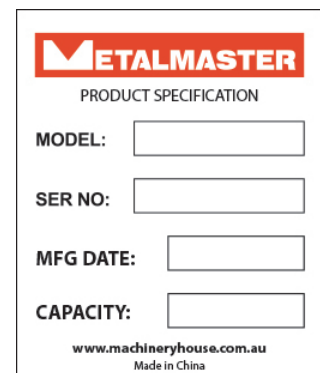 METALMASTER
PRODUCT SPECIFICATION
MODEL:
SER NO:
MFG DATE:
CAPACITY:
www.machineryhouse.com.au
Made in China